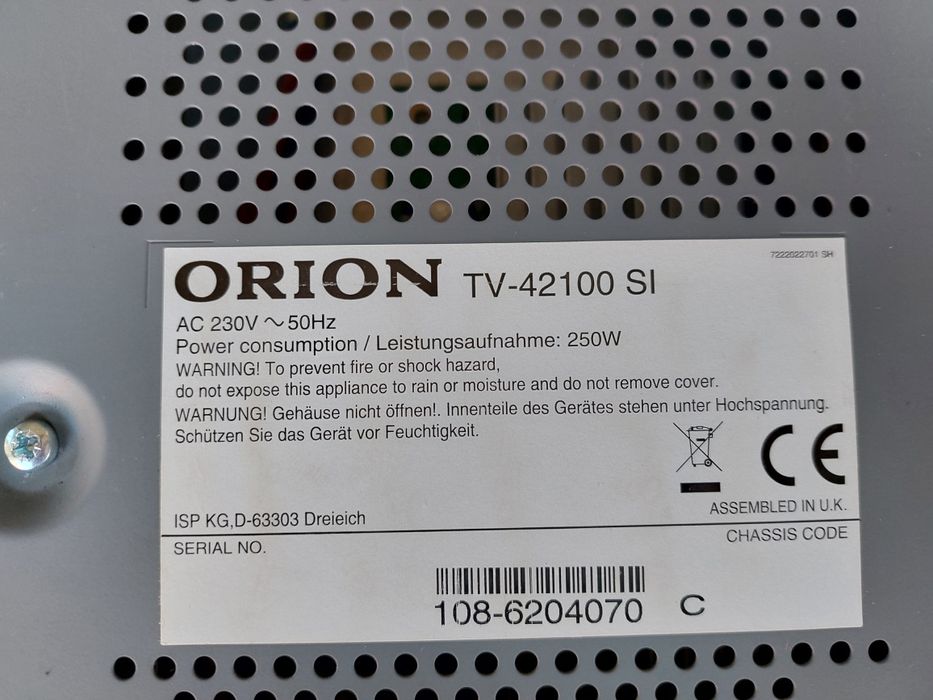 7222022701 SH
ORION TV-42100 SI
AC 230V ~ 50Hz
Power consumption / Leistungsaufnahme: 250W
WARNING! To prevent fire or shock hazard,
do not expose this appliance to rain or moisture and do not remove cover.
WARNUNG! Gehäuse nicht öffnen!. Innenteile des Gerätes stehen unter Hochspannung.
Schützen Sie das Gerät vor Feuchtigkeit.
CE
ASSEMBLED IN U.K.
ISP KG,D-63303 Dreieich
SERIAL NO.
CHASSIS CODE
108-6204070 C